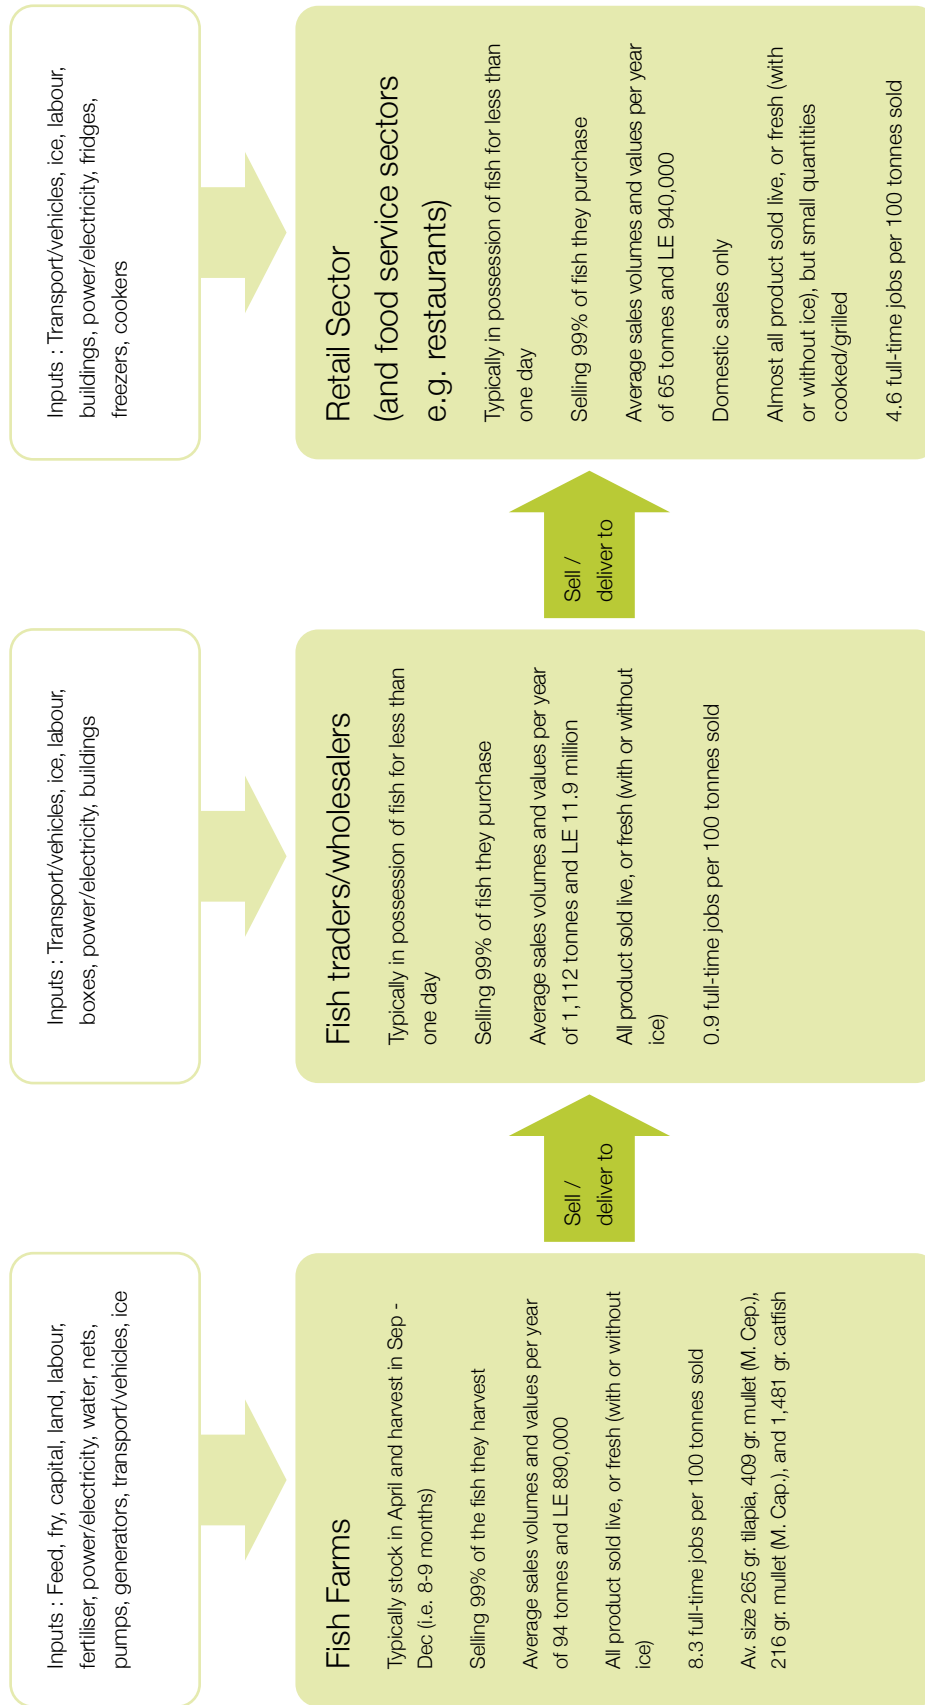 Inputs : Feed, fry, capital, land, labour,
fertiliser, power/electricity, water, nets,
pumps, generators, transport/vehicles, ice
Fish Farms
Typically stock in April and harvest in Sep -
Dec (i.e. 8-9 months)
Selling 99% of the fish they harvest
Average sales volumes and values per year
of 94 tonnes and LE 890,000
All product sold live, or fresh (with or without
ice)
8.3 full-time jobs per 100 tonnes sold
Av. size 265 gr. tilapia, 409 gr. mullet (M. Cep.),
216 gr. mullet (M. Cap.), and 1,481 gr. catfish
Sell /
deliver to
Inputs : Transport/vehicles, ice, labour,
boxes, power/electricity, buildings
Fish traders/wholesalers
Typically in possession of fish for less than
one day
Selling 99% of fish they purchase
Average sales volumes and values per year
of 1,112 tonnes and LE 11.9 million
All product sold live, or fresh (with or without
ice)
0.9 full-time jobs per 100 tonnes sold
Sell /
deliver to
Inputs : Transport/vehicles, ice, labour,
buildings, power/electricity, fridges,
freezers, cookers
Retail Sector
(and food service sectors
e.g. restaurants)
Typically in possession of fish for less than
one day
Selling 99% of fish they purchase
Average sales volumes and values per year
of 65 tonnes and LE 940,000
Domestic sales only
Almost all product sold live, or fresh (with
or without ice), but small quantities
cooked/grilled
4.6 full-time jobs per 100 tonnes sold